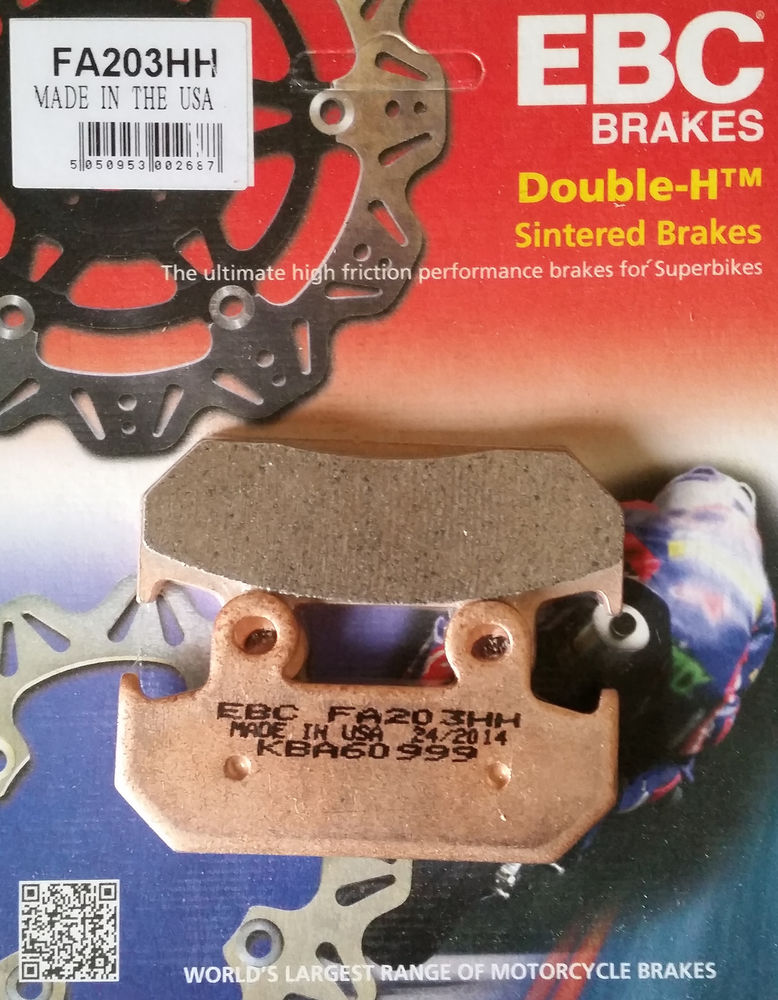 FA203HH
MADE IN THE USA
5 050953 002687
EBC®
BRAKES
Double-H™
Sintered Brakes
The ultimate high friction performance brakes for Superbikes
EBC FA203HH
MADE IN USA 24/2014
KBA60999
WORLD'S LARGEST RANGE OF MOTORCYCLE BRAKES